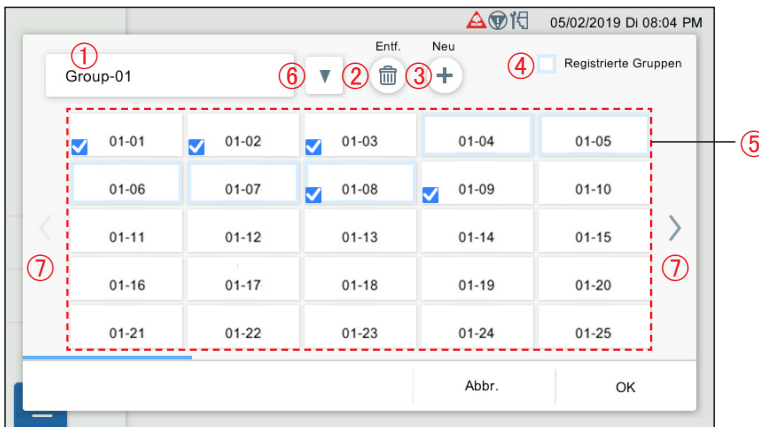 05/02/2019 Di 08:04 PM
① Group-01
⑥ ▼ ② Entf. ③ Neu +
④ Registrierte Gruppen
01-01 01-02 01-03 01-04 01-05
⑤
01-06 01-07 01-08 01-09 01-10
01-11 01-12 01-13 01-14 01-15
⑦ ⑦
01-16 01-17 01-18 01-19 01-20
01-21 01-22 01-23 01-24 01-25
Abbr. OK